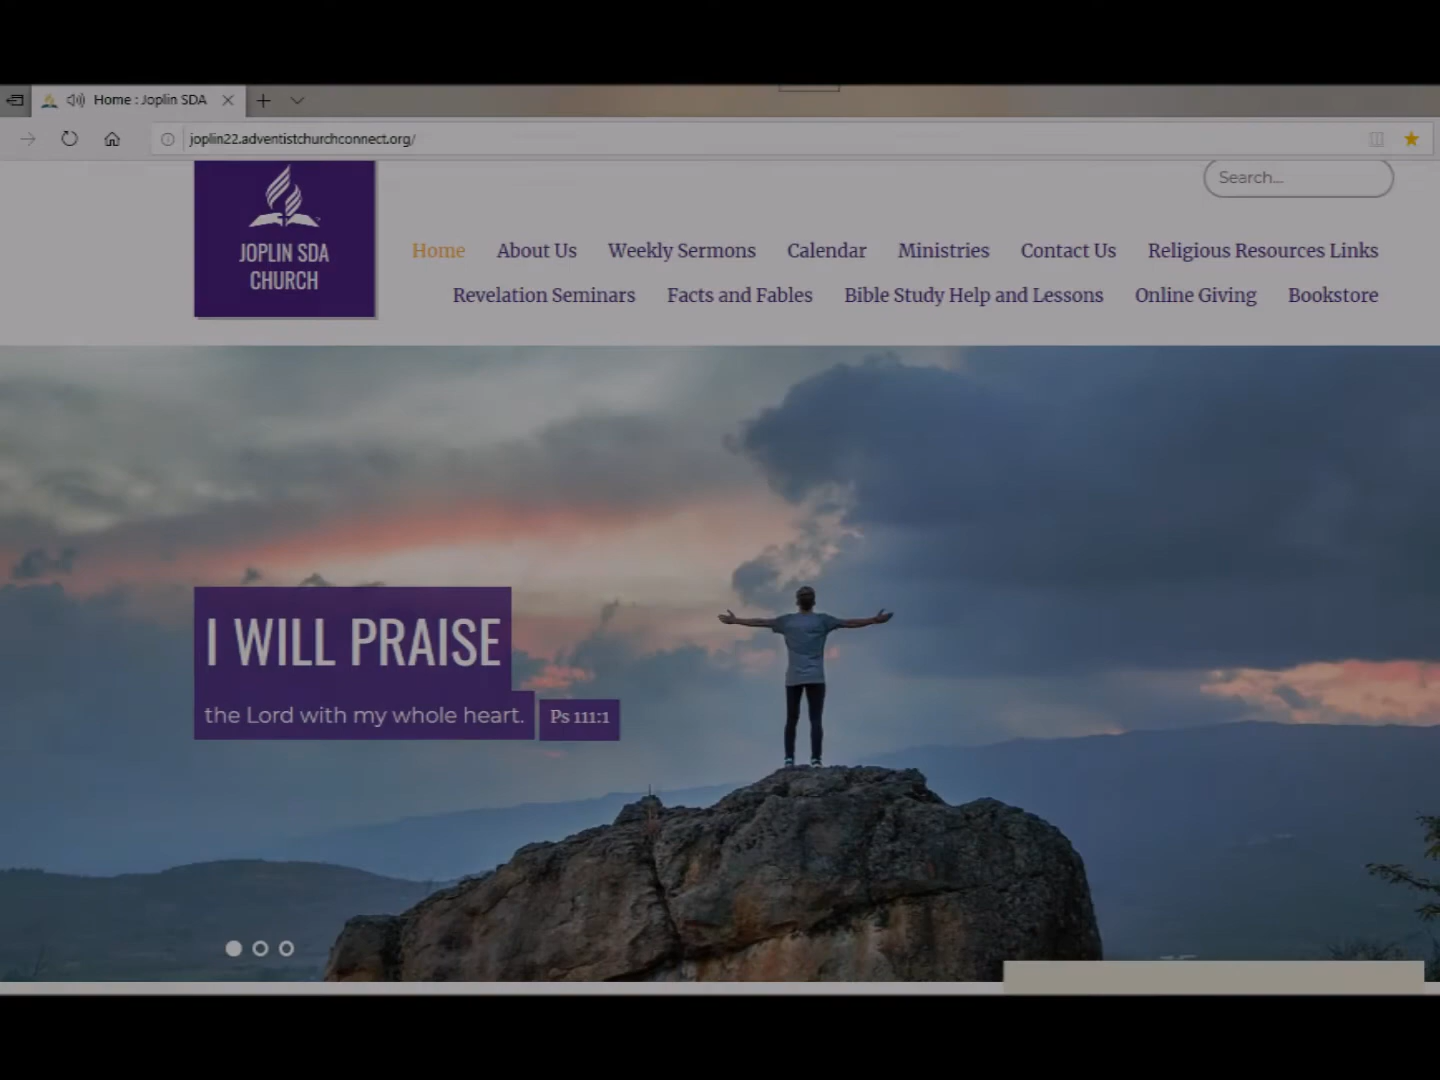 Home : Joplin SDA
joplin22.adventistchurchconnect.org/
Search...
JOPLIN SDA
CHURCH
Home About Us Weekly Sermons Calendar Ministries Contact Us Religious Resources Links
Revelation Seminars Facts and Fables Bible Study Help and Lessons Online Giving Bookstore
I WILL PRAISE
the Lord with my whole heart. Ps 111:1